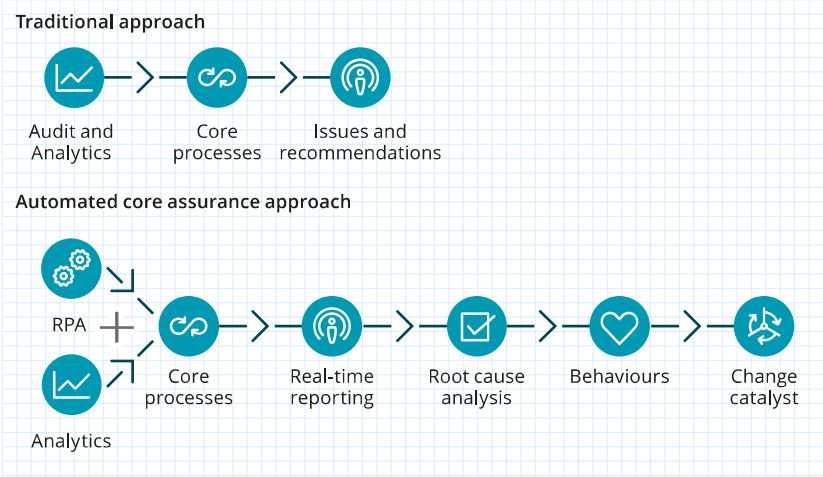 Traditional approach
Audit and
Analytics
Core
processes
Issues and
recommendations
Automated core assurance approach
RPA
Analytics
Core
processes
Real-time
reporting
Root cause
analysis
Behaviours
Change
catalyst